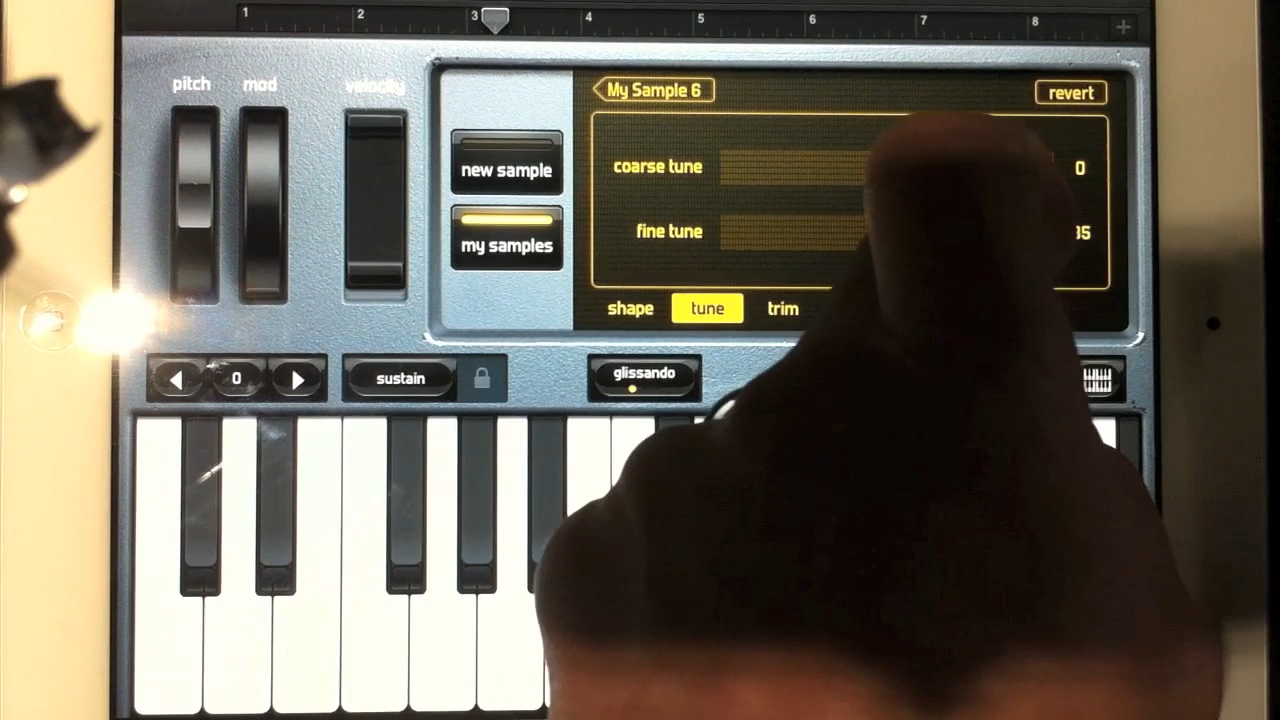 1 2 3 4 5 6 7 8
pitch mod velocity
My Sample 6
revert
new sample
coarse tune 0
my samples
fine tune
shape tune trim
0
sustain
glissando